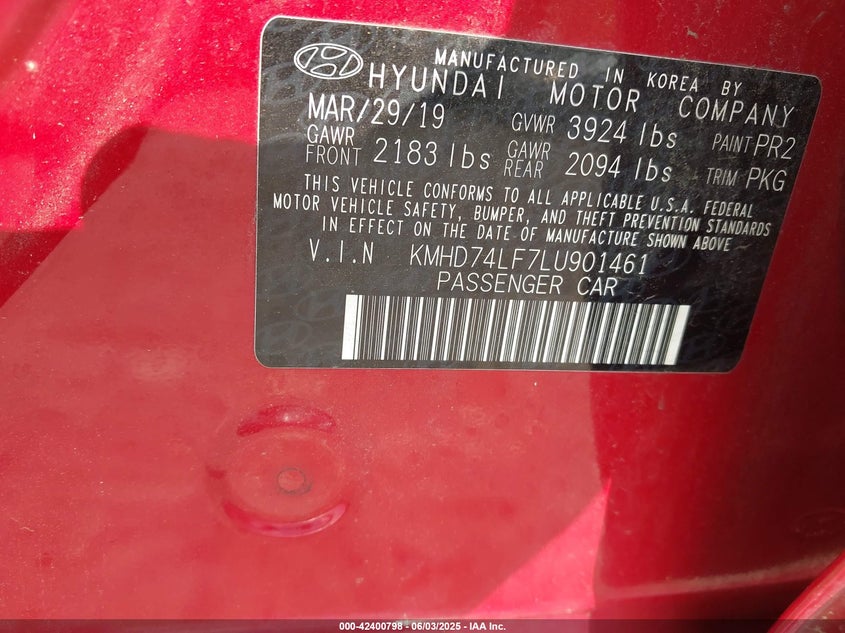 MANUFACTURED IN KOREA BY
HYUNDAI MOTOR COMPANY
MAR/29/19 GVWR 3924 lbs PAINT PR2
GAWR FRONT 2183 lbs GAWR REAR 2094 lbs TRIM PKG
THIS VEHICLE CONFORMS TO ALL APPLICABLE U.S.A. FEDERAL
MOTOR VEHICLE SAFETY, BUMPER, AND THEFT PREVENTION STANDARDS
IN EFFECT ON THE DATE OF MANUFACTURE SHOWN ABOVE
V.I.N KMHD74LF7LU901461
PASSENGER CAR
000-42400798 - 06/03/2025 - IAA Inc.